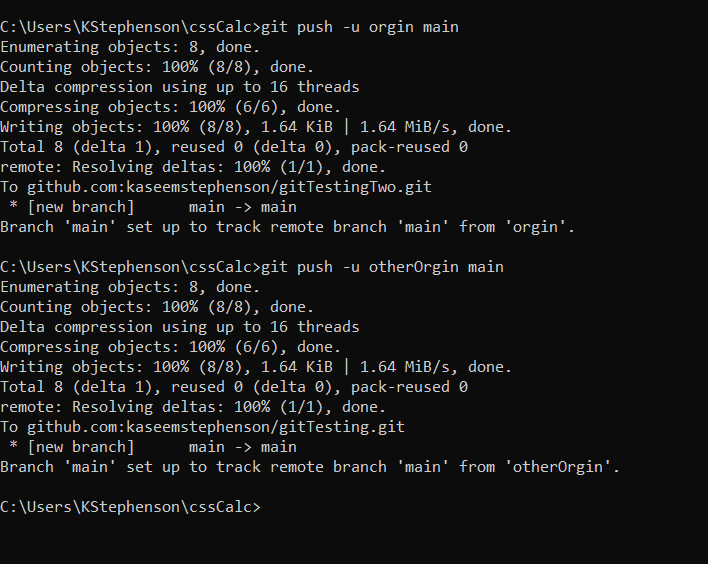 C:\Users\KStephenson\cssCalc>git push -u orgin main
Enumerating objects: 8, done.
Counting objects: 100% (8/8), done.
Delta compression using up to 16 threads
Compressing objects: 100% (6/6), done.
Writing objects: 100% (8/8), 1.64 KiB | 1.64 MiB/s, done.
Total 8 (delta 1), reused 0 (delta 0), pack-reused 0
remote: Resolving deltas: 100% (1/1), done.
To github.com:kaseemstephenson/gitTestingTwo.git
 * [new branch]      main -> main
Branch 'main' set up to track remote branch 'main' from 'orgin'.

C:\Users\KStephenson\cssCalc>git push -u otherOrgin main
Enumerating objects: 8, done.
Counting objects: 100% (8/8), done.
Delta compression using up to 16 threads
Compressing objects: 100% (6/6), done.
Writing objects: 100% (8/8), 1.64 KiB | 1.64 MiB/s, done.
Total 8 (delta 1), reused 0 (delta 0), pack-reused 0
remote: Resolving deltas: 100% (1/1), done.
To github.com:kaseemstephenson/gitTesting.git
 * [new branch]      main -> main
Branch 'main' set up to track remote branch 'main' from 'otherOrgin'.

C:\Users\KStephenson\cssCalc>